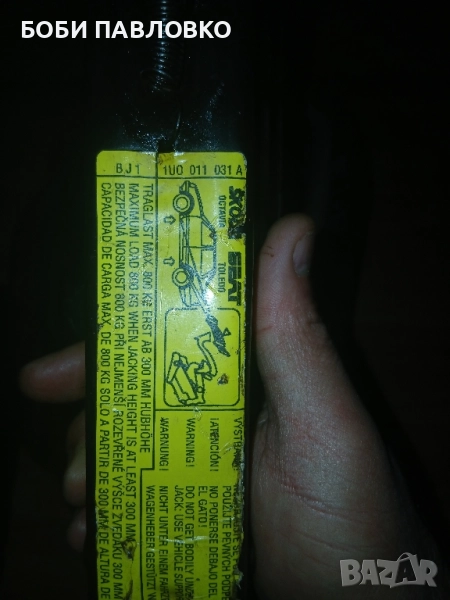 БОБИ ПАВЛОВКО
BJ1
1U0 011 031 A
ŠKODA
OCTAVIA
SEAT
TOLEDO
TRAGLAST MAX. 800 KG ERST AB 300 MM HUBHÖHE
MAXIMUM LOAD 800 KG WHEN JACKING HEIGHT IS AT LEAST 300 MM
BEZPEČNÁ NOSNOST 800 KG PŘI NEJMENŠÍ ROZEVŘENÉ VÝŠCE ZVEDÁKU 300 MM
CAPACIDAD DE CARGA MAX. DE 800 KG SOLO A PARTIR DE 300 MM DE ALTURA DE
¡ATENCIÓN!
WARNING!
WARNUNG!
POUŽIJTE PEVNÝCH
NO PONERSE DEBAJO DEL
EL GATO!
DO NOT GET BODILY
JACK: USE VEHICLE
NICHT UNTER EINEM
WAGENHEBER GESTÜTZT
BAZAR